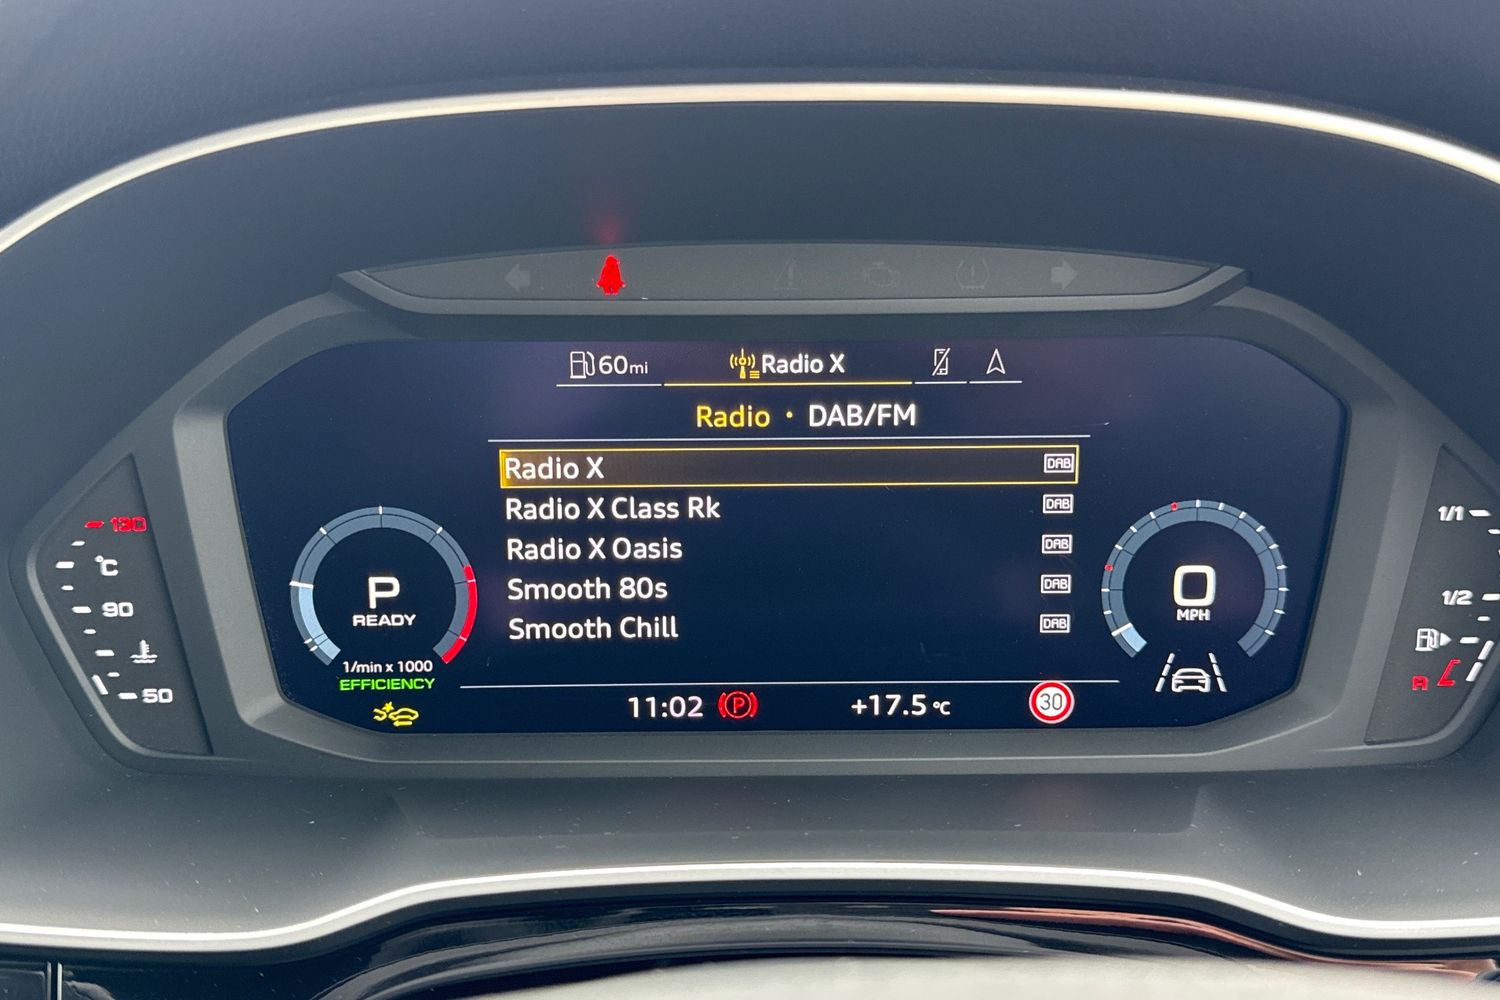 60mi
Radio X
Radio · DAB/FM
Radio X DAB
Radio X Class Rk DAB
Radio X Oasis DAB
Smooth 80s DAB
Smooth Chill DAB
130
°C
90
50
P
READY
1/min x 1000
EFFICIENCY
0
MPH
11:02
P
+17.5 °C
30
1/1
1/2
R